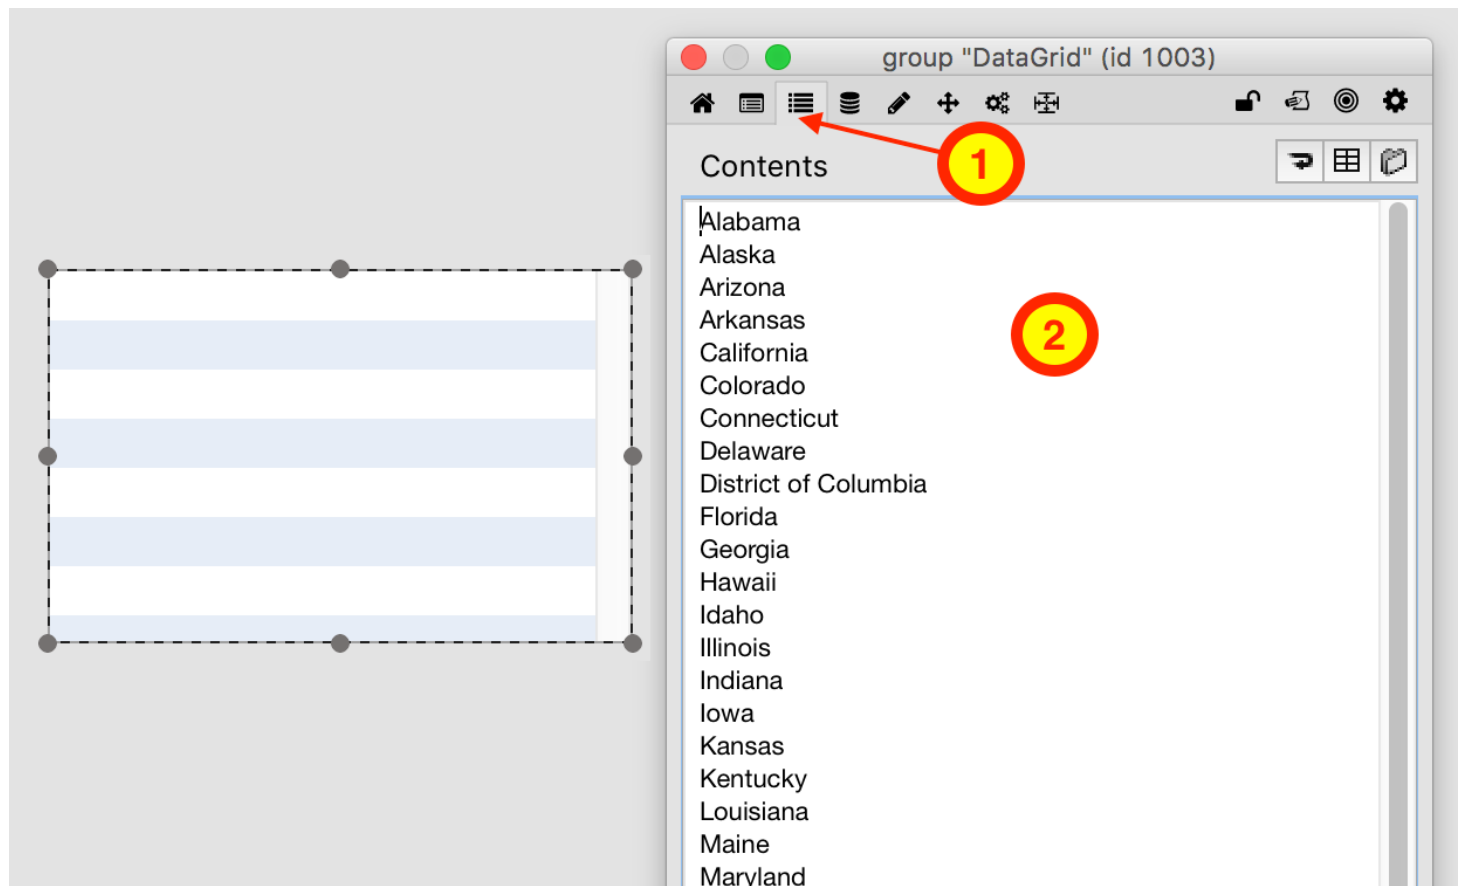 group "DataGrid" (id 1003)
1
Contents
Alabama
Alaska
Arizona
Arkansas
2
California
Colorado
Connecticut
Delaware
District of Columbia
Florida
Georgia
Hawaii
Idaho
Illinois
Indiana
Iowa
Kansas
Kentucky
Louisiana
Maine
Maryland